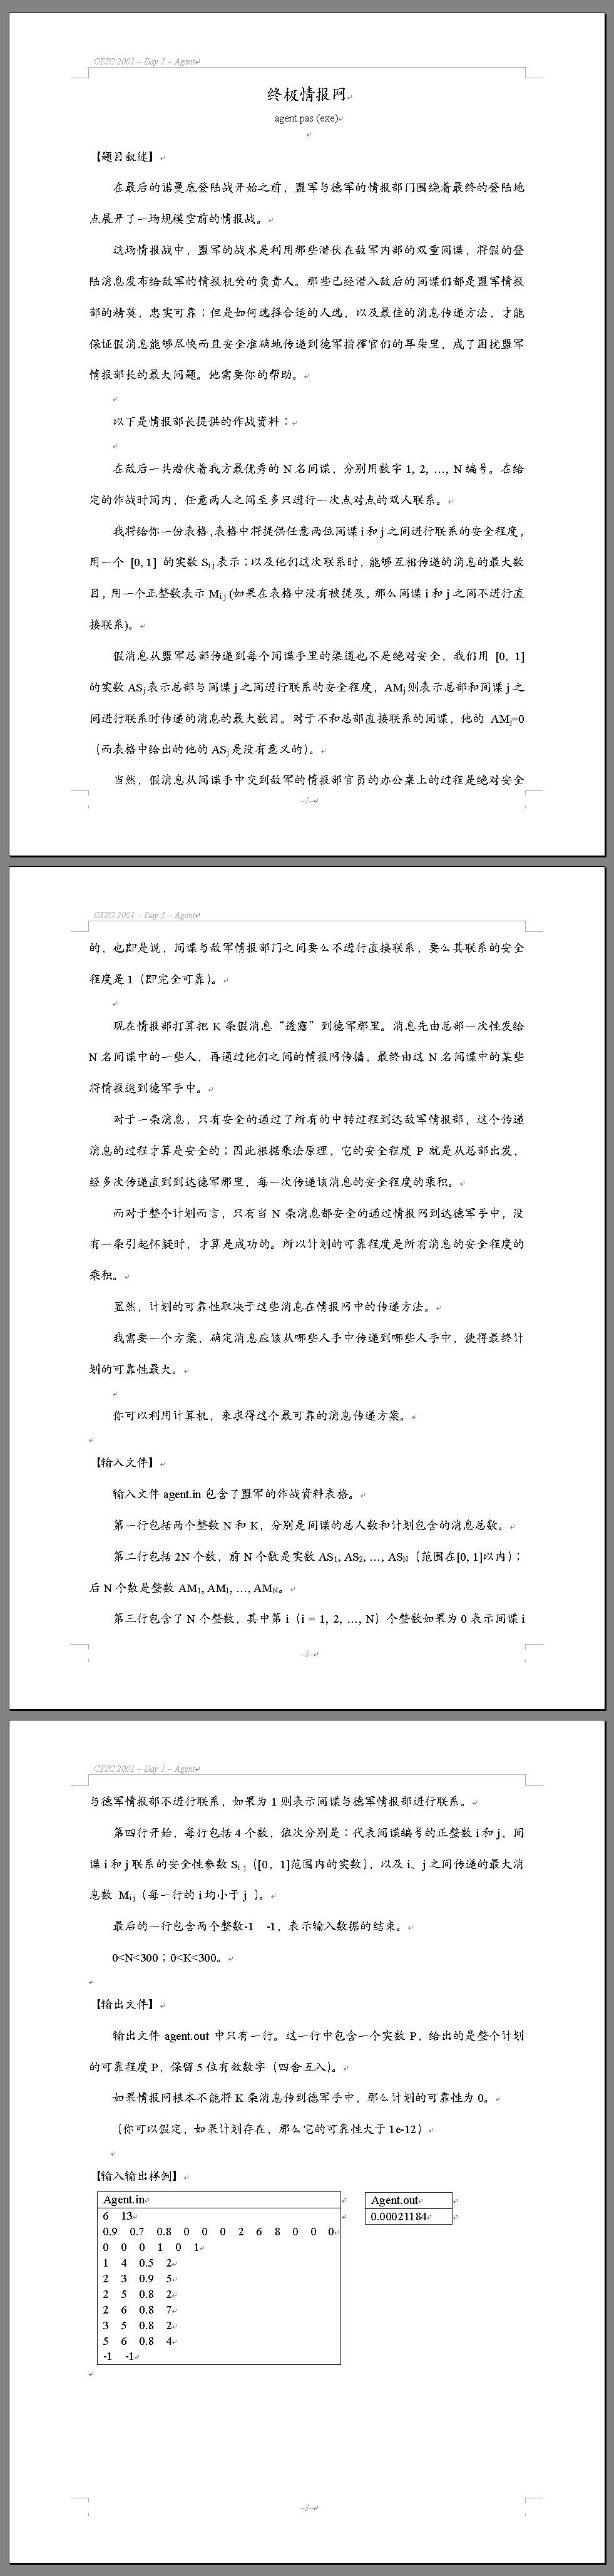 CTSC 2001 – Day 1 – Agent
终极情报网
agent.pas (exe)
【题目叙述】
在最后的诺曼底登陆战开始之前，盟军与德军的情报部门围绕着最终的登陆地
点展开了一场规模空前的情报战。
这场情报战中，盟军的战术是利用那些潜伏在敌军内部的双重间谍，将假的登
陆消息发布给敌军的情报机关的负责人。那些已经潜入敌后的间谍们都是盟军情报
部的精英，忠实可靠；但是如何选择合适的人选，以及最佳的消息传递方法，才能
保证假消息能够尽快而且安全准确地传递到德军指挥官们的耳朵里，成了困扰盟军
情报部长的最大问题。他需要你的帮助。
以下是情报部长提供的作战资料：
在敌后一共潜伏着我方最优秀的 N 名间谍，分别用数字 1, 2, …, N 编号。在给
定的作战时间内，任意两人之间至多只进行一次点对点的双人联系。
我将给你一份表格,表格中将提供任意两位间谍 i 和 j 之间进行联系的安全程度，
用一个 [0, 1] 的实数 Si j 表示；以及他们这次联系时，能够互相传递的消息的最大数
目，用一个正整数表示 Mi j (如果在表格中没有被提及，那么间谍 i 和 j 之间不进行直
接联系)。
假消息从盟军总部传递到每个间谍手里的渠道也不是绝对安全，我们用 [0, 1]
的实数 ASj 表示总部与间谍 j 之间进行联系的安全程度，AMj 则表示总部和间谍 j 之
间进行联系时传递的消息的最大数目。对于不和总部直接联系的间谍，他的 AMj=0
（而表格中给出的他的 ASj 是没有意义的）。
当然，假消息从间谍手中交到敌军的情报部官员的办公桌上的过程是绝对安全
–1–
CTSC 2001 – Day 1 – Agent
的，也即是说，间谍与敌军情报部门之间要么不进行直接联系，要么其联系的安全
程度是 1（即完全可靠）。
现在情报部打算把 K 条假消息“透露”到德军那里。消息先由总部一次性发给
N 名间谍中的一些人，再通过他们之间的情报网传播，最终由这 N 名间谍中的某些
将情报送到德军手中。
对于一条消息，只有安全的通过了所有的中转过程到达敌军情报部，这个传递
消息的过程才算是安全的；因此根据乘法原理，它的安全程度 P 就是从总部出发，
经多次传递直到到达德军那里，每一次传递该消息的安全程度的乘积。
而对于整个计划而言，只有当 N 条消息都安全的通过情报网到达德军手中，没
有一条引起怀疑时，才算是成功的。所以计划的可靠程度是所有消息的安全程度的
乘积。
显然，计划的可靠性取决于这些消息在情报网中的传递方法。
我需要一个方案，确定消息应该从哪些人手中传递到哪些人手中，使得最终计
划的可靠性最大。
你可以利用计算机，来求得这个最可靠的消息传递方案。
【输入文件】
输入文件 agent.in 包含了盟军的作战资料表格。
第一行包括两个整数 N 和 K，分别是间谍的总人数和计划包含的消息总数。
第二行包括 2N 个数，前 N 个数是实数 AS1, AS2, …, ASN（范围在[0, 1]以内）；
后 N 个数是整数 AM1, AM1, …, AMN。
第三行包含了 N 个整数，其中第 i（i = 1, 2, …, N）个整数如果为 0 表示间谍 i
–2–
CTSC 2001 – Day 1 – Agent
与德军情报部不进行联系，如果为 1 则表示间谍与德军情报部进行联系。
第四行开始，每行包括 4 个数，依次分别是：代表间谍编号的正整数 i 和 j，间
谍 i 和 j 联系的安全性参数 Si j（[0, 1]范围内的实数），以及 i、j 之间传递的最大消
息数 Mi j（每一行的 i 均小于 j ）。
最后的一行包含两个整数-1 -1，表示输入数据的结束。
0<N<300；0<K<300。
【输出文件】
输出文件 agent.out 中只有一行。这一行中包含一个实数 P，给出的是整个计划
的可靠程度 P，保留 5 位有效数字（四舍五入）。
如果情报网根本不能将 K 条消息传到德军手中，那么计划的可靠性为 0。
（你可以假定，如果计划存在，那么它的可靠性大于 1e-12）
【输入输出样例】
Agent.in
6 13
0.9 0.7 0.8 0 0 0 2 6 8 0 0 0
0 0 0 1 0 1
1 4 0.5 2
2 3 0.9 5
2 5 0.8 2
2 6 0.8 7
3 5 0.8 2
5 6 0.8 4
-1 -1
Agent.out
0.00021184
–3–